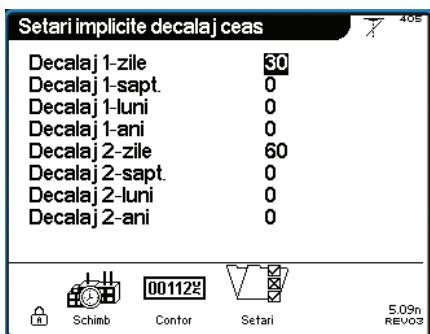 Setari implicite decalaj ceas
405
Decalaj 1-zile 30
Decalaj 1-sapt. 0
Decalaj 1-luni 0
Decalaj 1-ani 0
Decalaj 2-zile 60
Decalaj 2-sapt. 0
Decalaj 2-luni 0
Decalaj 2-ani 0
A
Schimb
Contor
Setari
5.09n
REV03